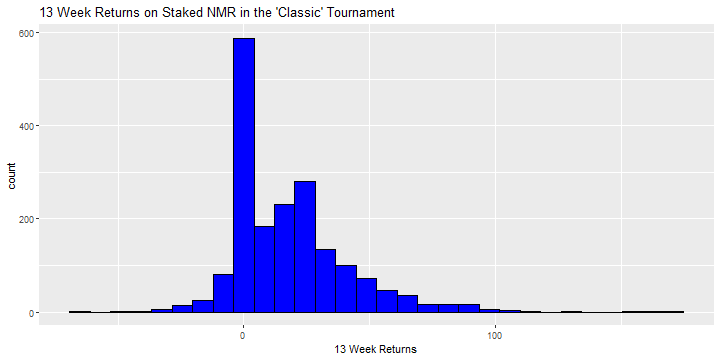 13 Week Returns on Staked NMR in the 'Classic' Tournament
600
400
200
0
count
0 100
13 Week Returns